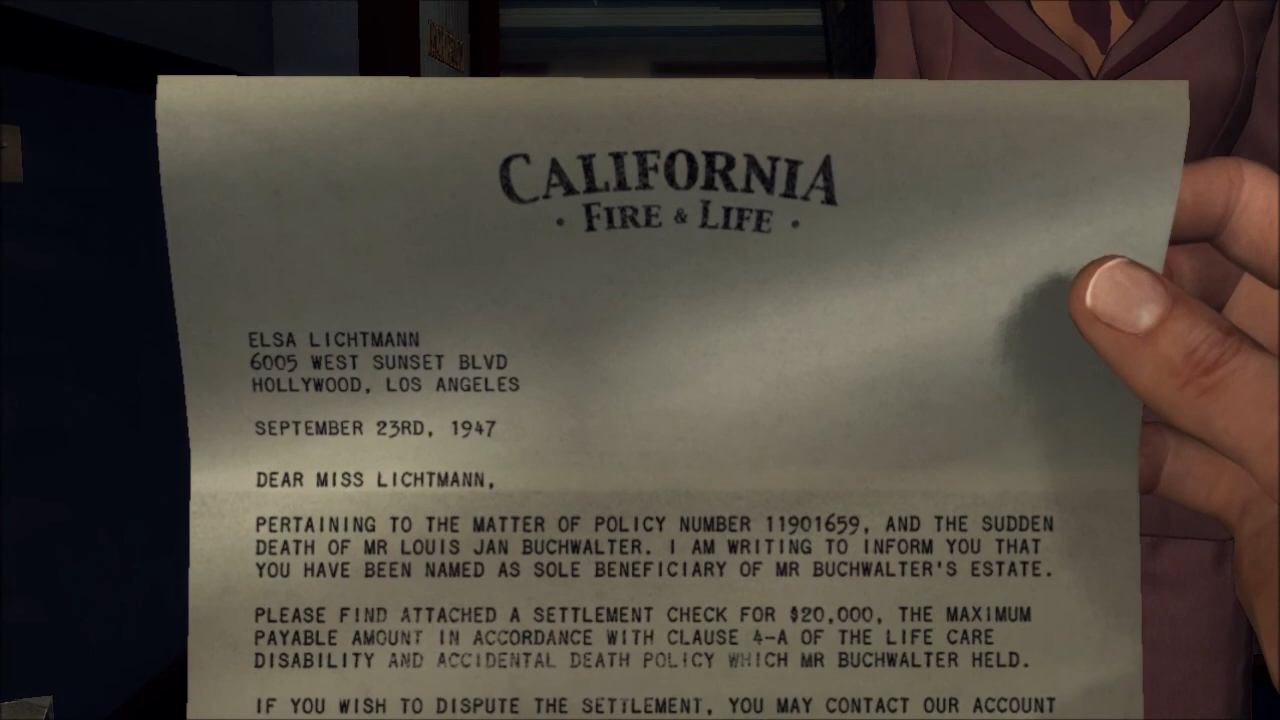 CALIFORNIA
· FIRE & LIFE ·
ELSA LICHTMANN
6005 WEST SUNSET BLVD
HOLLYWOOD, LOS ANGELES
SEPTEMBER 23RD, 1947
DEAR MISS LICHTMANN,
PERTAINING TO THE MATTER OF POLICY NUMBER 11901659, AND THE SUDDEN
DEATH OF MR LOUIS JAN BUCHWALTER. I AM WRITING TO INFORM YOU THAT
YOU HAVE BEEN NAMED AS SOLE BENEFICIARY OF MR BUCHWALTER'S ESTATE.
PLEASE FIND ATTACHED A SETTLEMENT CHECK FOR $20,000, THE MAXIMUM
PAYABLE AMOUNT IN ACCORDANCE WITH CLAUSE 4-A OF THE LIFE CARE
DISABILITY AND ACCIDENTAL DEATH POLICY WHICH MR BUCHWALTER HELD.
IF YOU WISH TO DISPUTE THE SETTLEMENT, YOU MAY CONTACT OUR ACCOUNT